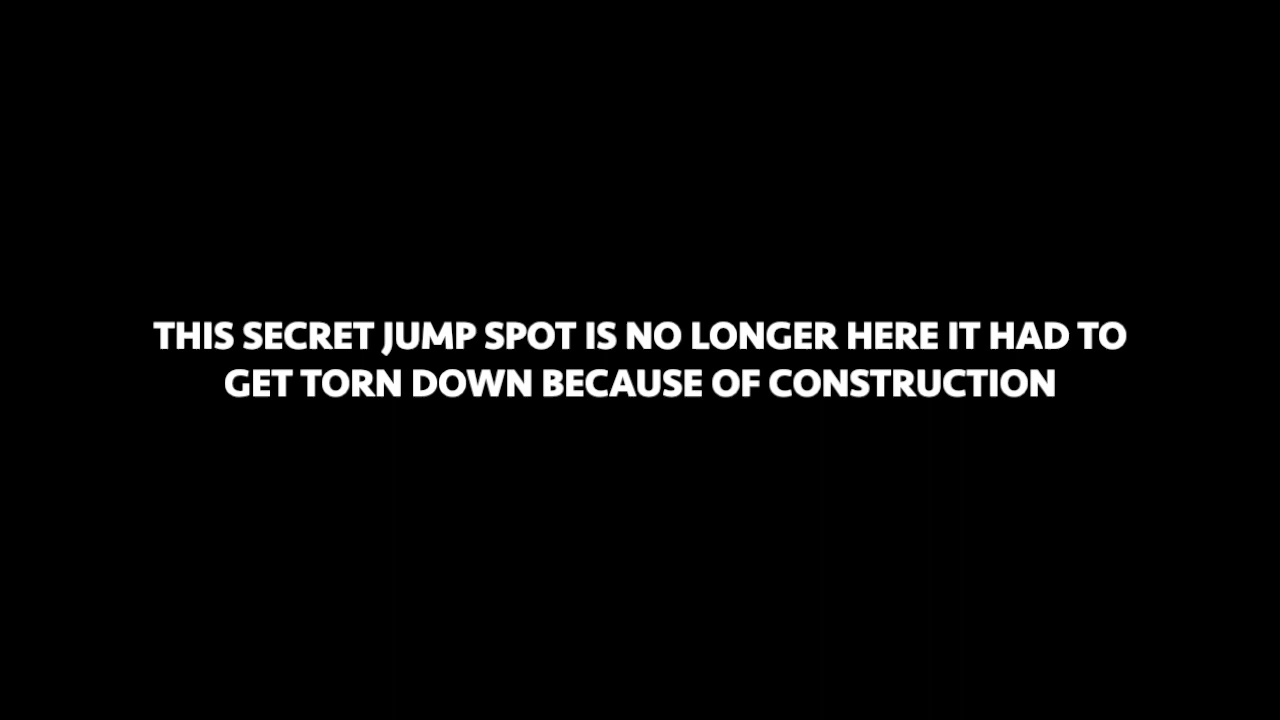 THIS SECRET JUMP SPOT IS NO LONGER HERE IT HAD TO
GET TORN DOWN BECAUSE OF CONSTRUCTION